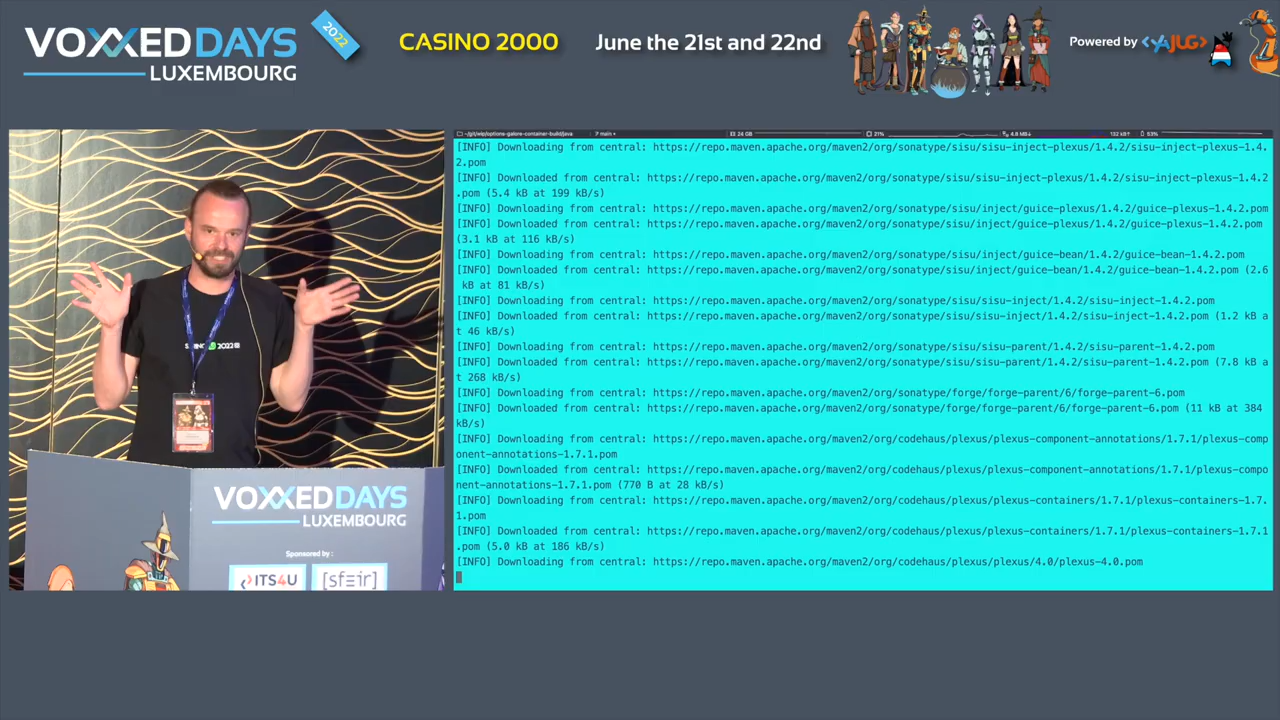 VOXXED DAYS
LUXEMBOURG
2022
CASINO 2000
June the 21st and 22nd
Powered by <YAJUG>
~/git/wip/options-galore-container-build/java
main
24 GB
21%
4.8 MB↓
132 kB↑
53%
[INFO] Downloading from central: https://repo.maven.apache.org/maven2/org/sonatype/sisu/sisu-inject-plexus/1.4.2/sisu-inject-plexus-1.4.
2.pom
[INFO] Downloaded from central: https://repo.maven.apache.org/maven2/org/sonatype/sisu/sisu-inject-plexus/1.4.2/sisu-inject-plexus-1.4.2
.pom (5.4 kB at 199 kB/s)
[INFO] Downloading from central: https://repo.maven.apache.org/maven2/org/sonatype/sisu/inject/guice-plexus/1.4.2/guice-plexus-1.4.2.pom
[INFO] Downloaded from central: https://repo.maven.apache.org/maven2/org/sonatype/sisu/inject/guice-plexus/1.4.2/guice-plexus-1.4.2.pom
(3.1 kB at 116 kB/s)
[INFO] Downloading from central: https://repo.maven.apache.org/maven2/org/sonatype/sisu/inject/guice-bean/1.4.2/guice-bean-1.4.2.pom
[INFO] Downloaded from central: https://repo.maven.apache.org/maven2/org/sonatype/sisu/inject/guice-bean/1.4.2/guice-bean-1.4.2.pom (2.6
kB at 81 kB/s)
[INFO] Downloading from central: https://repo.maven.apache.org/maven2/org/sonatype/sisu/sisu-inject/1.4.2/sisu-inject-1.4.2.pom
[INFO] Downloaded from central: https://repo.maven.apache.org/maven2/org/sonatype/sisu/sisu-inject/1.4.2/sisu-inject-1.4.2.pom (1.2 kB a
t 46 kB/s)
[INFO] Downloading from central: https://repo.maven.apache.org/maven2/org/sonatype/sisu/sisu-parent/1.4.2/sisu-parent-1.4.2.pom
[INFO] Downloaded from central: https://repo.maven.apache.org/maven2/org/sonatype/sisu/sisu-parent/1.4.2/sisu-parent-1.4.2.pom (7.8 kB a
t 268 kB/s)
[INFO] Downloading from central: https://repo.maven.apache.org/maven2/org/sonatype/forge/forge-parent/6/forge-parent-6.pom
[INFO] Downloaded from central: https://repo.maven.apache.org/maven2/org/sonatype/forge/forge-parent/6/forge-parent-6.pom (11 kB at 384
kB/s)
[INFO] Downloading from central: https://repo.maven.apache.org/maven2/org/codehaus/plexus/plexus-component-annotations/1.7.1/plexus-comp
onent-annotations-1.7.1.pom
[INFO] Downloaded from central: https://repo.maven.apache.org/maven2/org/codehaus/plexus/plexus-component-annotations/1.7.1/plexus-compo
nent-annotations-1.7.1.pom (770 B at 28 kB/s)
[INFO] Downloading from central: https://repo.maven.apache.org/maven2/org/codehaus/plexus/plexus-containers/1.7.1/plexus-containers-1.7.
1.pom
[INFO] Downloaded from central: https://repo.maven.apache.org/maven2/org/codehaus/plexus/plexus-containers/1.7.1/plexus-containers-1.7.1
.pom (5.0 kB at 186 kB/s)
[INFO] Downloading from central: https://repo.maven.apache.org/maven2/org/codehaus/plexus/plexus/4.0/plexus-4.0.pom
VOXXED DAYS
LUXEMBOURG
Sponsored by :
ITS4U
[sfeir]